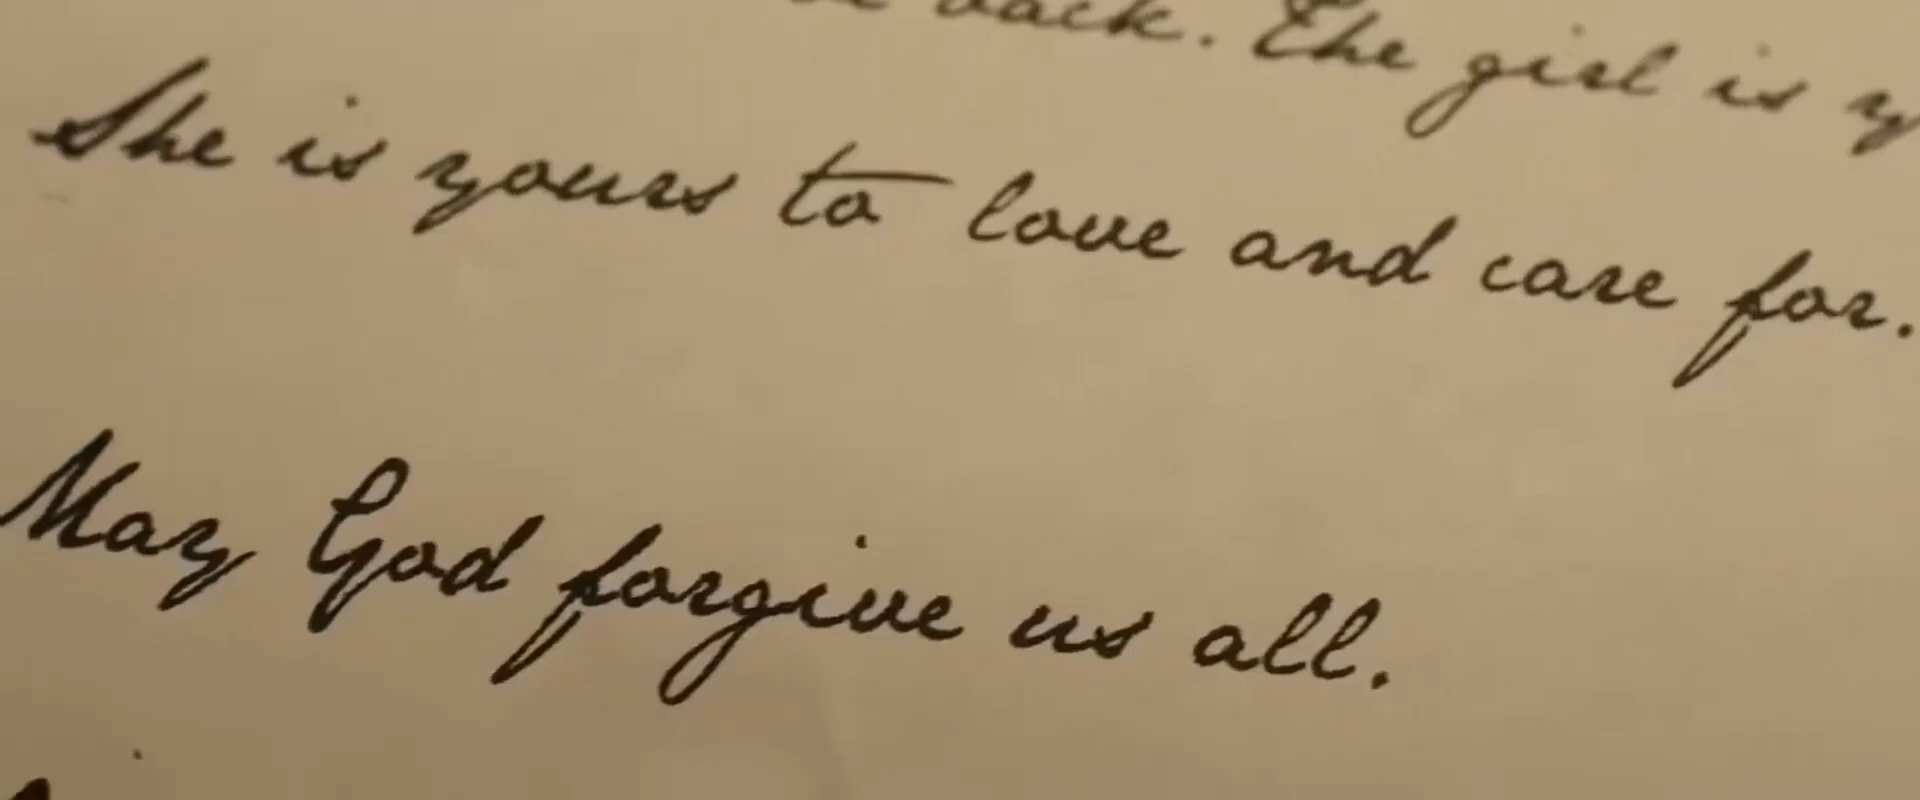 back. The girl is
She is yours to love and care for.
May God forgive us all.